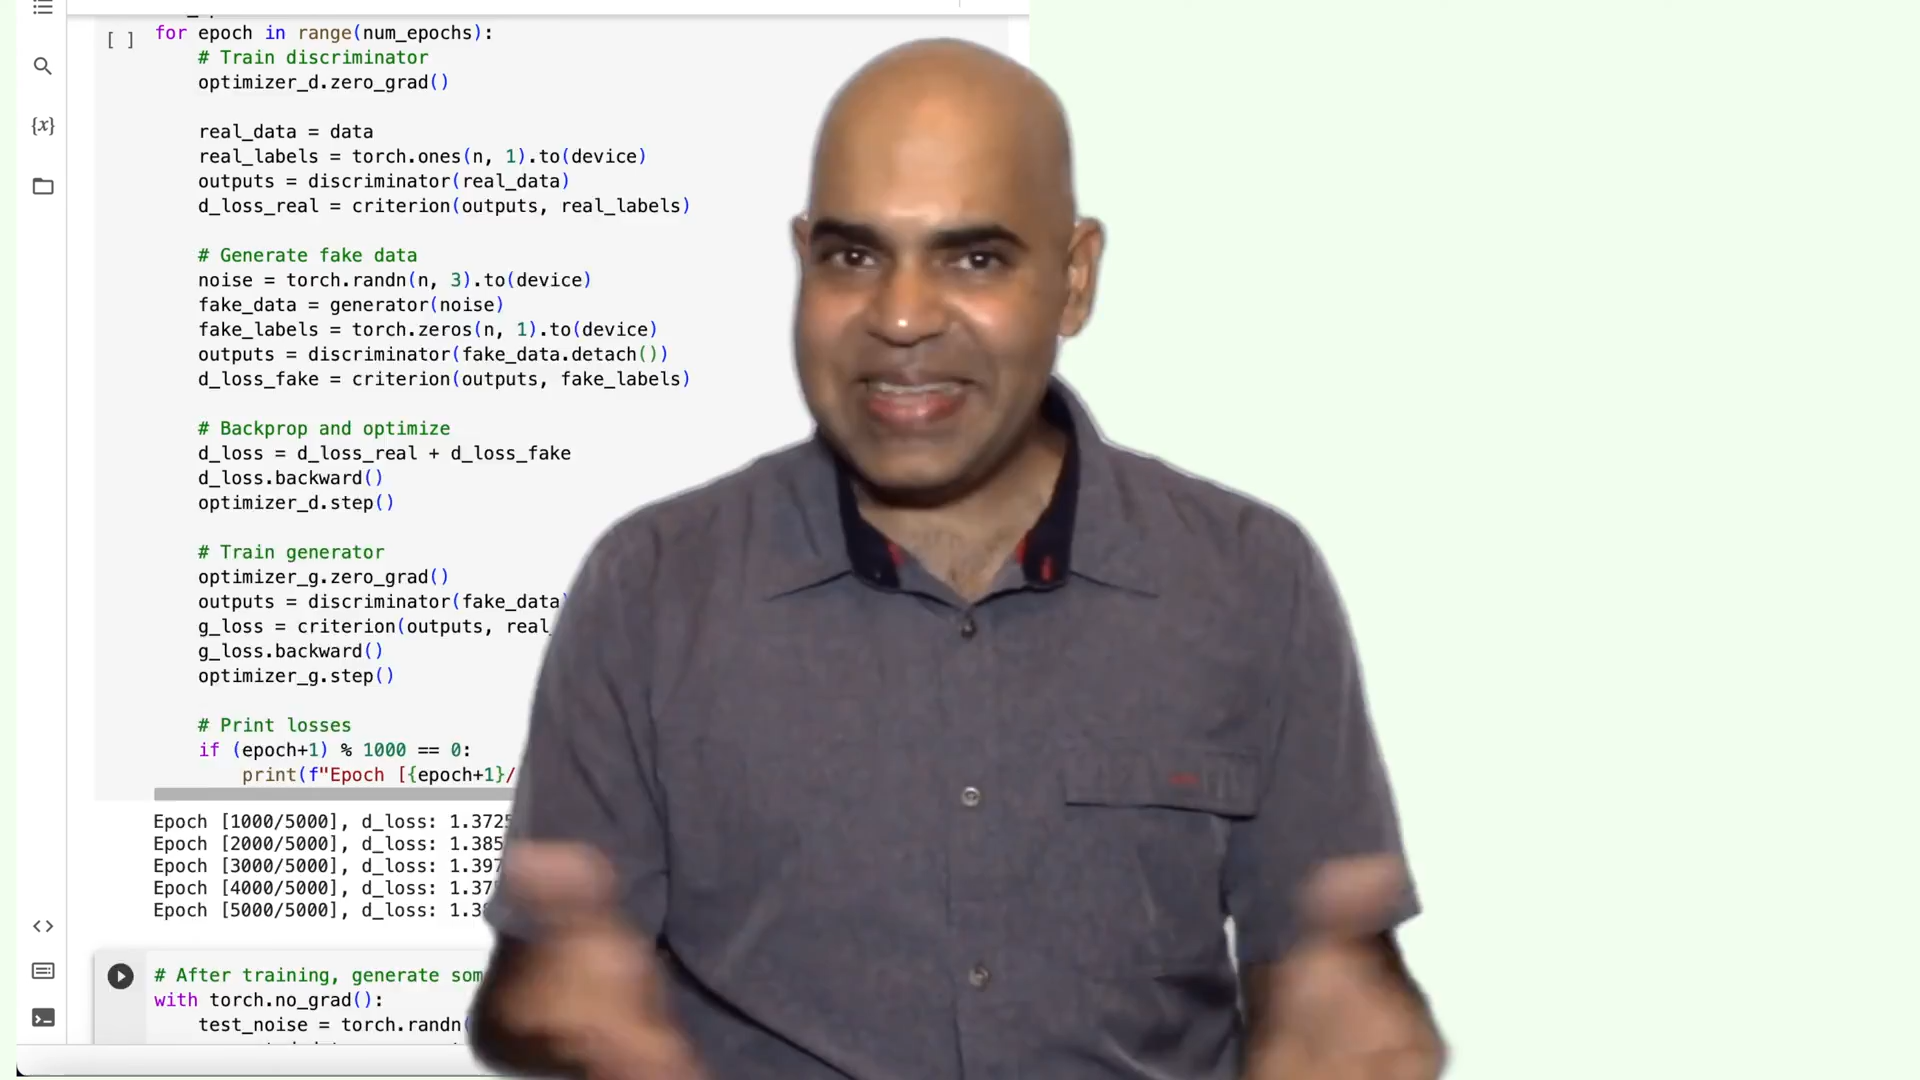 for epoch in range(num_epochs):
[ ]
# Train discriminator
optimizer_d.zero_grad()
{x}
real_data = data
real_labels = torch.ones(n, 1).to(device)
outputs = discriminator(real_data)
d_loss_real = criterion(outputs, real_labels)
# Generate fake data
noise = torch.randn(n, 3).to(device)
fake_data = generator(noise)
fake_labels = torch.zeros(n, 1).to(device)
outputs = discriminator(fake_data.detach())
d_loss_fake = criterion(outputs, fake_labels)
# Backprop and optimize
d_loss = d_loss_real + d_loss_fake
d_loss.backward()
optimizer_d.step()
# Train generator
optimizer_g.zero_grad()
outputs = discriminator(fake_data)
g_loss = criterion(outputs, real_
g_loss.backward()
optimizer_g.step()
# Print losses
if (epoch+1) % 1000 == 0:
print(f"Epoch [{epoch+1}/
Epoch [1000/5000], d_loss: 1.3725
Epoch [2000/5000], d_loss: 1.385
Epoch [3000/5000], d_loss: 1.397
Epoch [4000/5000], d_loss: 1.37
Epoch [5000/5000], d_loss: 1.38
# After training, generate som
with torch.no_grad():
test_noise = torch.randn(